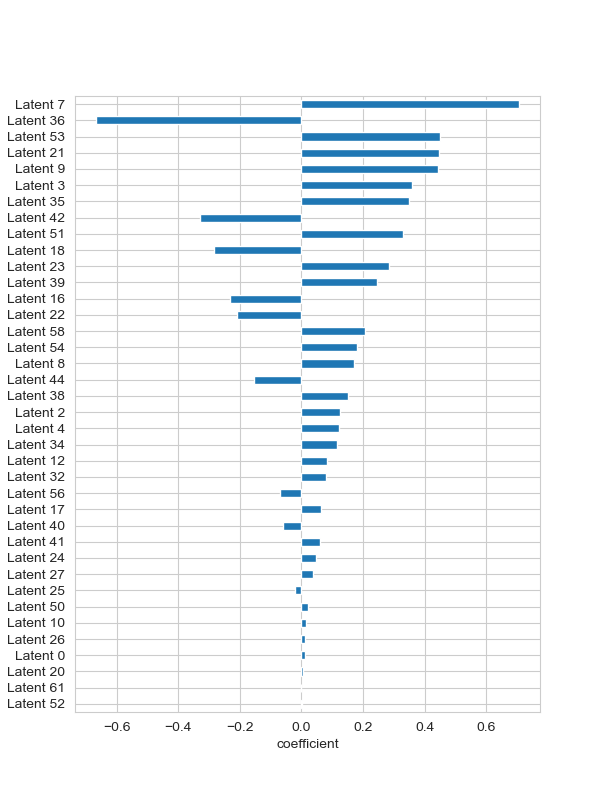 Latent 7
Latent 36
Latent 53
Latent 21
Latent 9
Latent 3
Latent 35
Latent 42
Latent 51
Latent 18
Latent 23
Latent 39
Latent 16
Latent 22
Latent 58
Latent 54
Latent 8
Latent 44
Latent 38
Latent 2
Latent 4
Latent 34
Latent 12
Latent 32
Latent 56
Latent 17
Latent 40
Latent 41
Latent 24
Latent 27
Latent 25
Latent 50
Latent 10
Latent 26
Latent 0
Latent 20
Latent 61
Latent 52
−0.6 −0.4 −0.2 0.0 0.2 0.4 0.6
coefficient